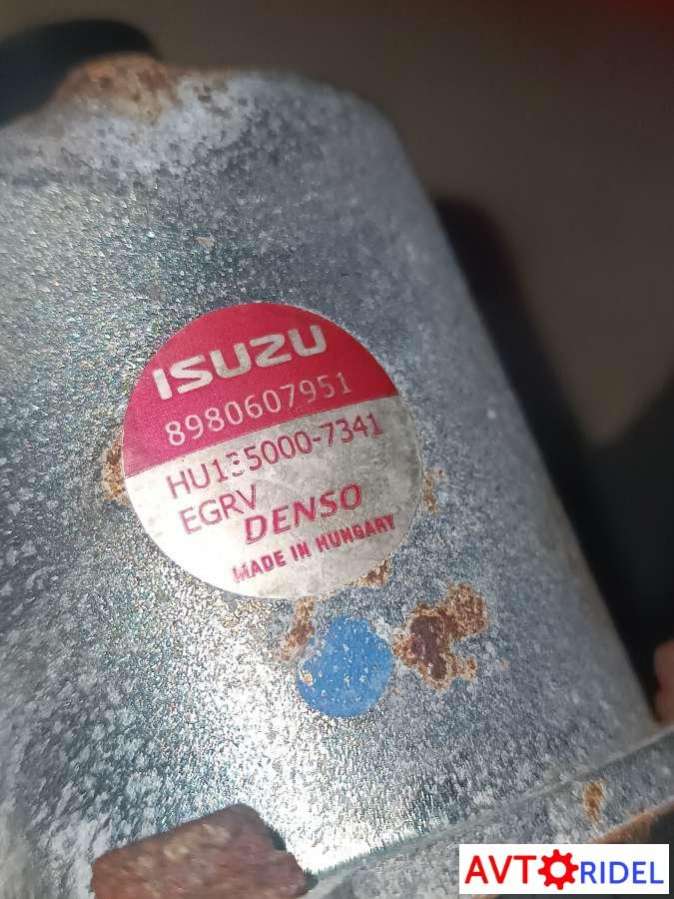 ISUZU
8980607951
HU135000-7341
EGRV
DENSO
MADE IN HUNGARY
AVTORIDEL